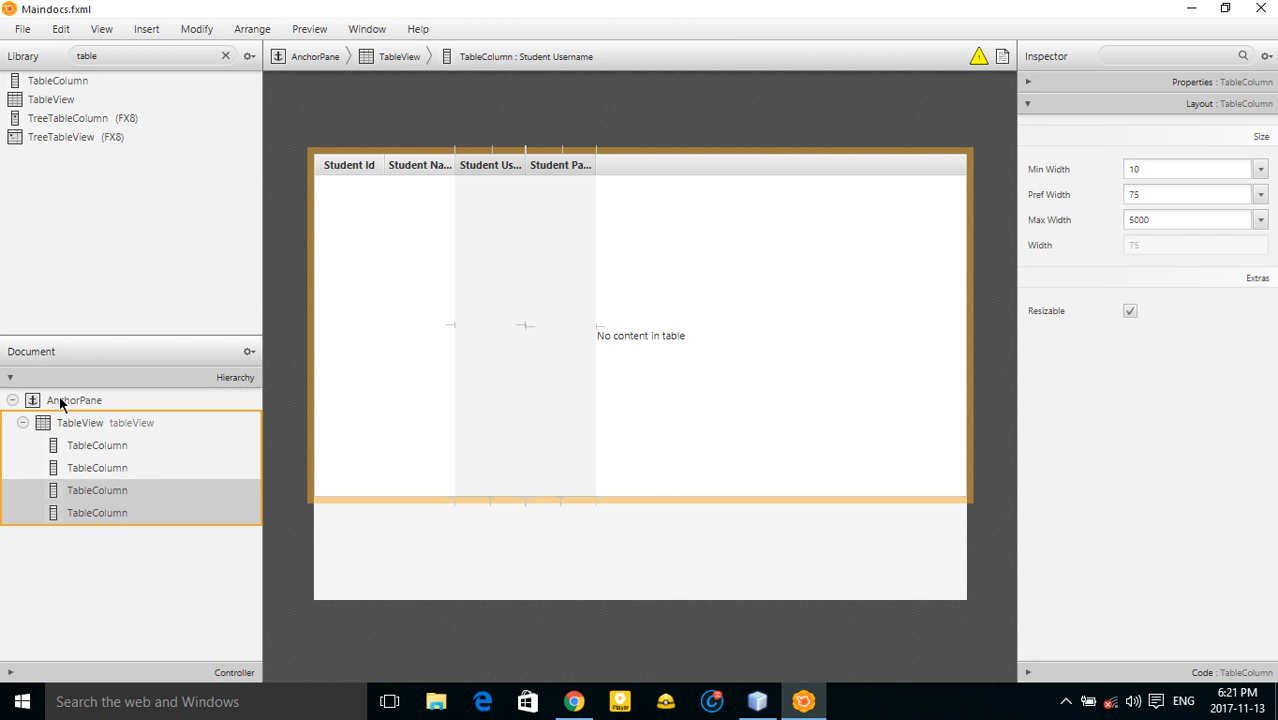 Maindocs.fxml
File Edit View Insert Modify Arrange Preview Window Help
Library table
AnchorPane TableView TableColumn : Student Username
Inspector
TableColumn
TableView
TreeTableColumn (FX8)
TreeTableView (FX8)
Document
Hierarchy
AnchorPane
TableView tableView
TableColumn
TableColumn
TableColumn
TableColumn
Controller
Student Id Student Na... Student Us... Student Pa...
No content in table
Properties : TableColumn
Layout : TableColumn
Size
Min Width 10
Pref Width 75
Max Width 5000
Width 75
Extras
Resizable
Code : TableColumn
Search the web and Windows
Player
ENG
6:21 PM
2017-11-13